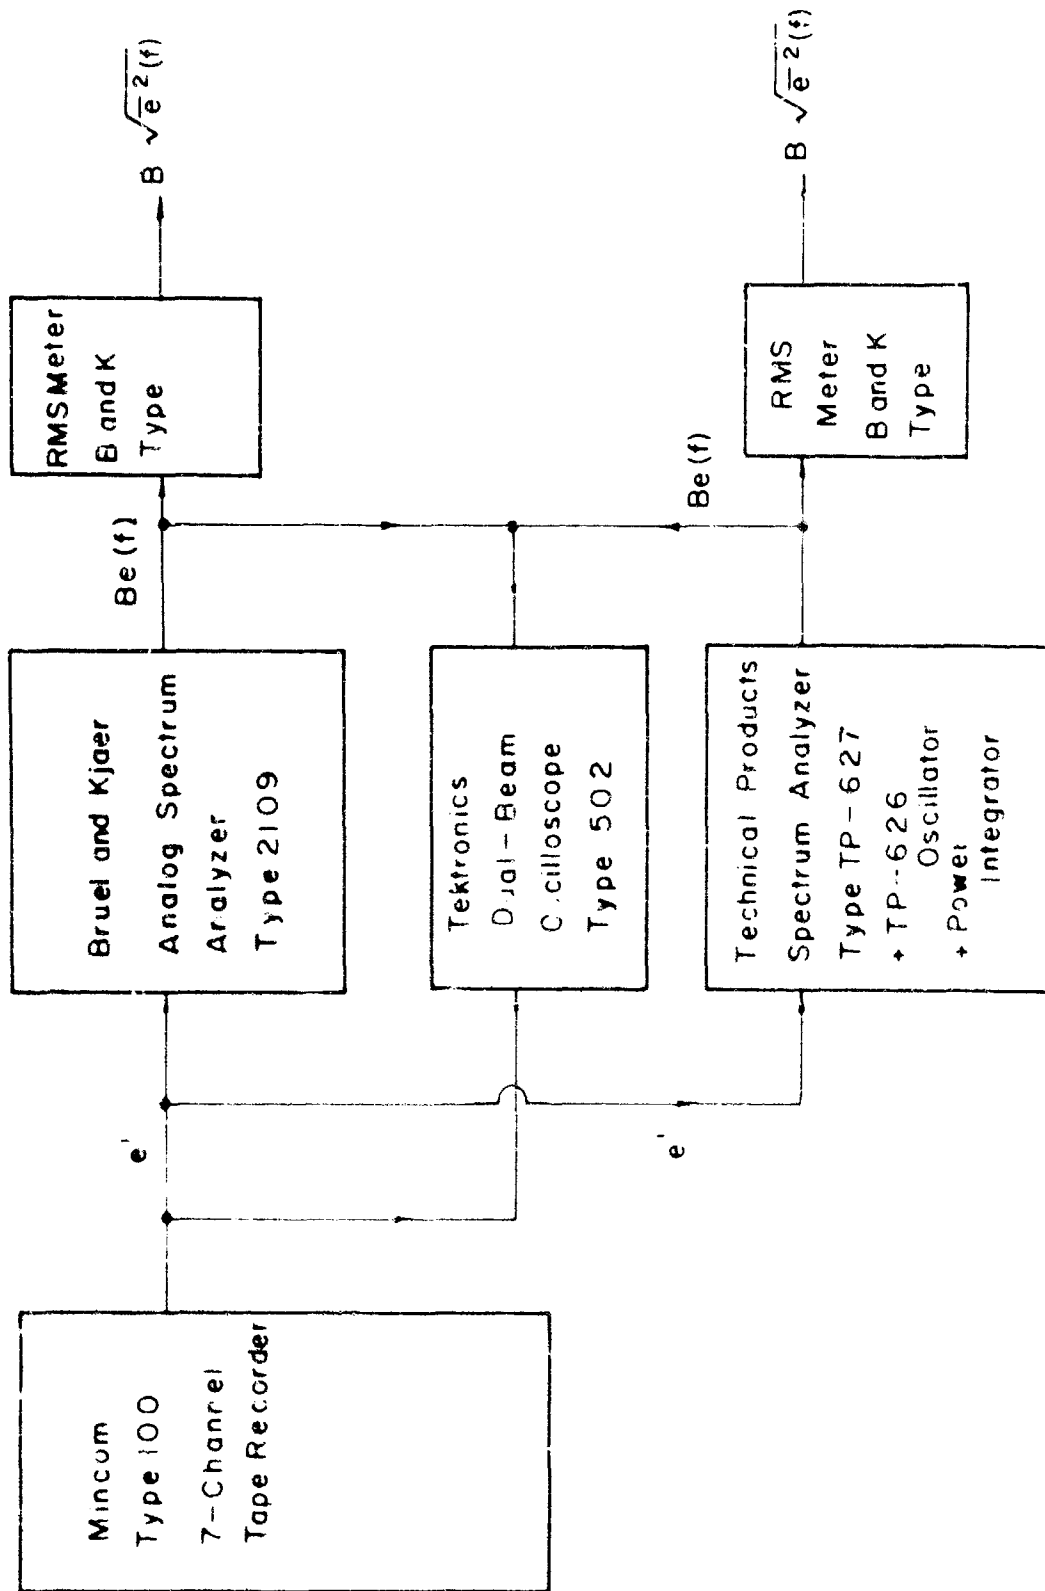 Mincom
Type 100
7-Channel
Tape Recorder
e'
e'
Bruel and Kjaer
Analog Spectrum
Analyzer
Type 2109
Tektronics
Dual-Beam
Oscilloscope
Type 502
Technical Products
Spectrum Analyzer
Type TP-627
+ TP-626
Oscillator
+ Power
Integrator
Be(f)
Be(f)
RMS Meter
B and K
Type
RMS
Meter
B and K
Type
B √e̅²(f)
B √e̅²(f)